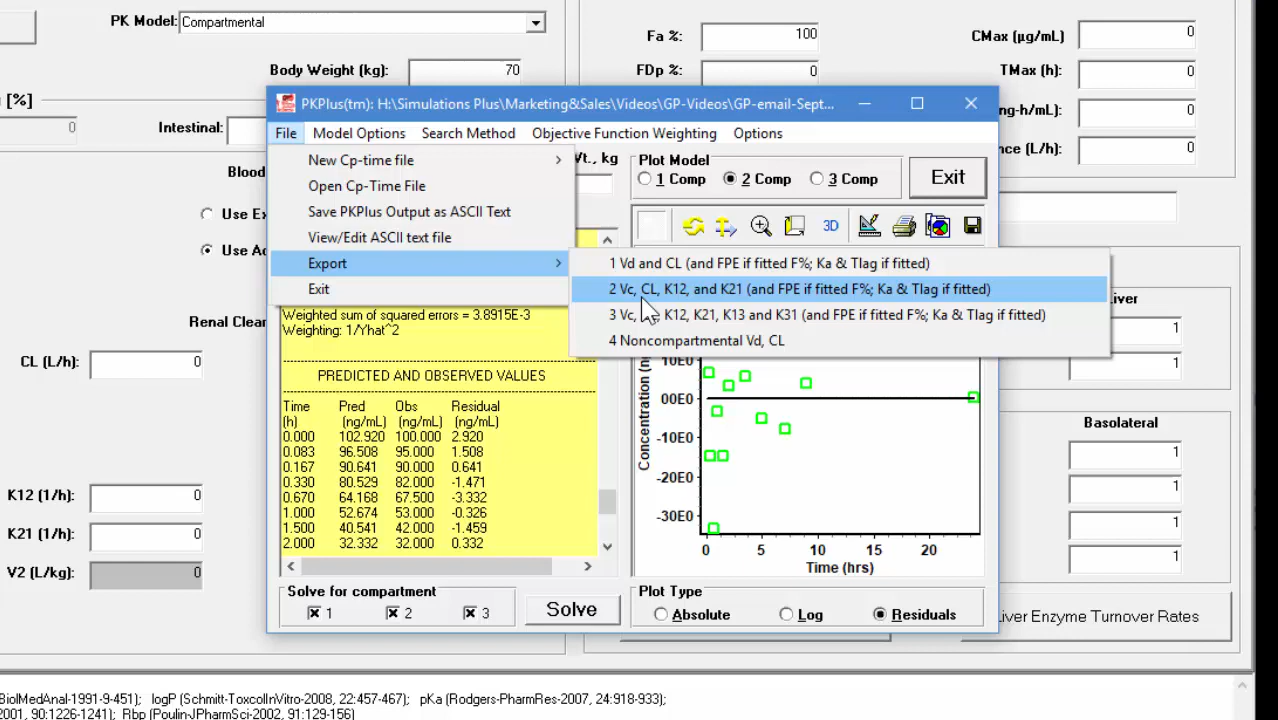 PK Model: Compartmental
Body Weight (kg): 70
[%]
0
Intestinal:
Blood
Use Ex
Use Ad
Renal Clear
CL (L/h): 0
K12 (1/h): 0
K21 (1/h): 0
V2 (L/kg): 0
Fa %: 100
FDp %: 0
CMax (µg/mL) 0
TMax (h): 0
ng-h/mL) 0
nce (L/h): 0
PKPlus(tm): H:\Simulations Plus\Marketing&Sales\Videos\GP-Videos\GP-email-Sept...
File Model Options Search Method Objective Function Weighting Options
New Cp-time file
Open Cp-Time File
Save PKPlus Output as ASCII Text
View/Edit ASCII text file
Export
Exit
1 Vd and CL (and FPE if fitted F%; Ka & Tlag if fitted)
2 Vc, CL, K12, and K21 (and FPE if fitted F%; Ka & Tlag if fitted)
3 Vc, K12, K21, K13 and K31 (and FPE if fitted F%; Ka & Tlag if fitted)
4 Noncompartmental Vd, CL
Wt., kg
Plot Model
1 Comp 2 Comp 3 Comp
Exit
3D
Weighted sum of squared errors = 3.8915E-3
Weighting: 1/Yhat^2
PREDICTED AND OBSERVED VALUES
Time Pred Obs Residual
(h) (ng/mL) (ng/mL) (ng/mL)
0.000 102.920 100.000 2.920
0.083 96.508 95.000 1.508
0.167 90.641 90.000 0.641
0.330 80.529 82.000 -1.471
0.670 64.168 67.500 -3.332
1.000 52.674 53.000 -0.326
1.500 40.541 42.000 -1.459
2.000 32.332 32.000 0.332
Concentration (n
10E0
00E0
-10E0
-20E0
-30E0
0 5 10 15 20
Time (hrs)
Solve for compartment
1 2 3
Solve
Plot Type
Absolute Log Residuals
Liver
1
1
Basolateral
1
1
1
1
Liver Enzyme Turnover Rates
BiolMedAnal-1991-9-451); logP (Schmitt-ToxcolInVitro-2008, 22:457-467); pKa (Rodgers-PharmRes-2007, 24:918-933);
2001, 90:1226-1241); Rbp (Poulin-JPharmSci-2002, 91:129-156)